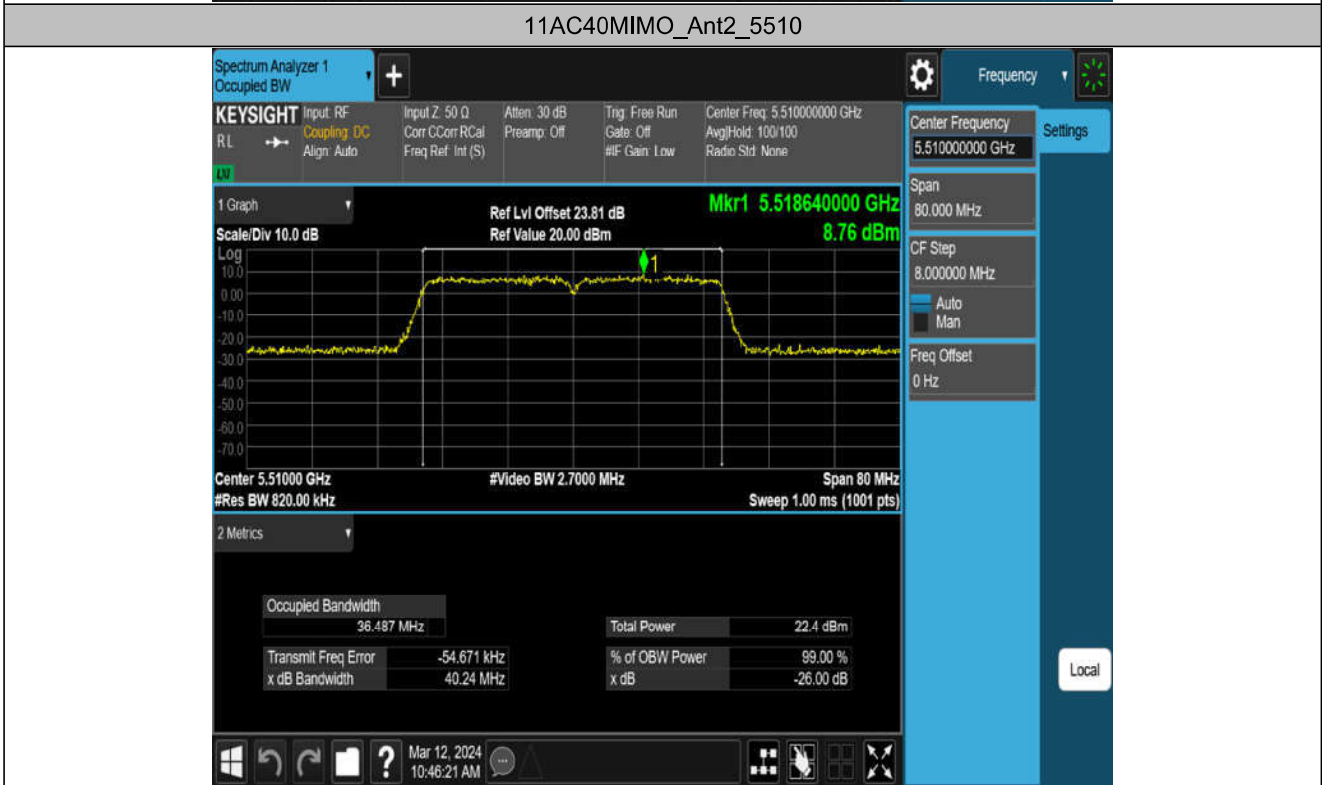 11AC40MIMO_Ant2_5510
Spectrum Analyzer 1
Occupied BW
+
Frequency
KEYSIGHT
RL
LXI
Input: RF
Coupling: DC
Align: Auto
Input Z: 50 Ω
Corr CCorr RCal
Freq Ref: Int (S)
Atten: 30 dB
Preamp: Off
Trig: Free Run
Gate: Off
#IF Gain: Low
Center Freq: 5.510000000 GHz
Avg|Hold: 100/100
Radio Std: None
Center Frequency
5.510000000 GHz
Settings
Span
80.000 MHz
CF Step
8.000000 MHz
Auto
Man
Freq Offset
0 Hz
Local
1 Graph
Scale/Div 10.0 dB
Ref Lvl Offset 23.81 dB
Ref Value 20.00 dBm
Mkr1 5.518640000 GHz
8.76 dBm
Log
10.0
0.00
-10.0
-20.0
-30.0
-40.0
-50.0
-60.0
-70.0
1
Center 5.51000 GHz
#Res BW 820.00 kHz
#Video BW 2.7000 MHz
Span 80 MHz
Sweep 1.00 ms (1001 pts)
2 Metrics
Occupied Bandwidth
36.487 MHz
Total Power 22.4 dBm
Transmit Freq Error -54.671 kHz
% of OBW Power 99.00 %
x dB Bandwidth 40.24 MHz
x dB -26.00 dB
?
Mar 12, 2024
10:46:21 AM